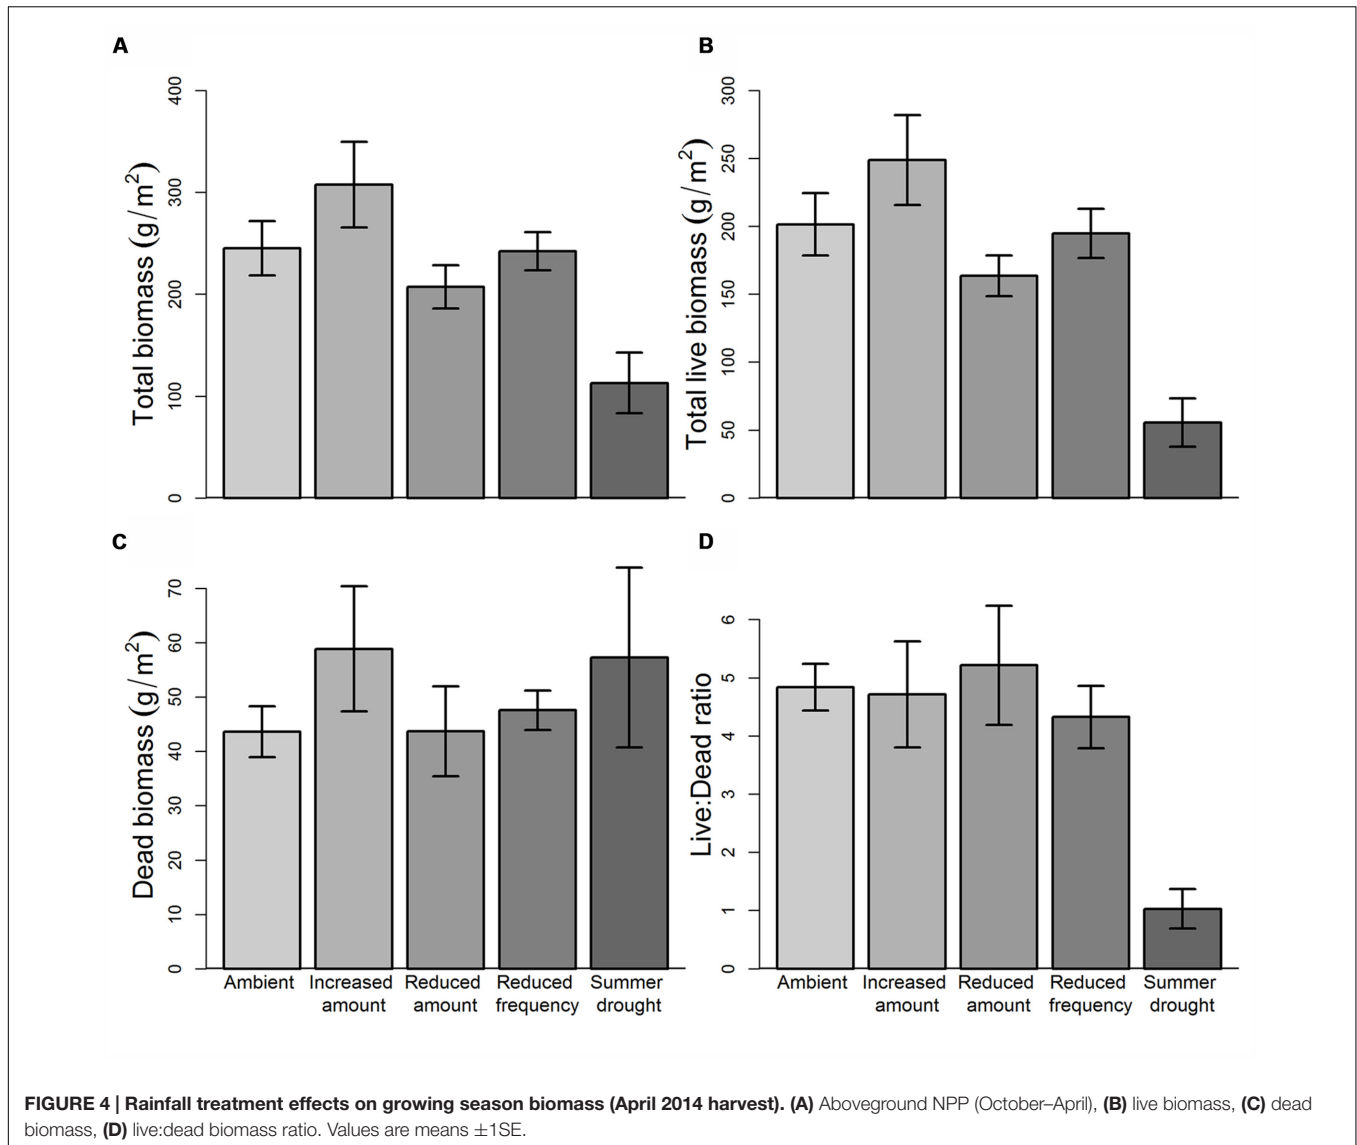 A
400
300
200
100
0
Total biomass (g/m2)
B
300
250
200
150
100
50
0
Total live biomass (g/m2)
C
70
60
50
40
30
20
10
0
Dead biomass (g/m2)
Ambient Increased Reduced Reduced Summer
amount amount frequency drought
D
6
5
4
3
2
1
0
Live:Dead ratio
Ambient Increased Reduced Reduced Summer
amount amount frequency drought
FIGURE 4 | Rainfall treatment effects on growing season biomass (April 2014 harvest). (A) Aboveground NPP (October–April), (B) live biomass, (C) dead
biomass, (D) live:dead biomass ratio. Values are means ±1SE.